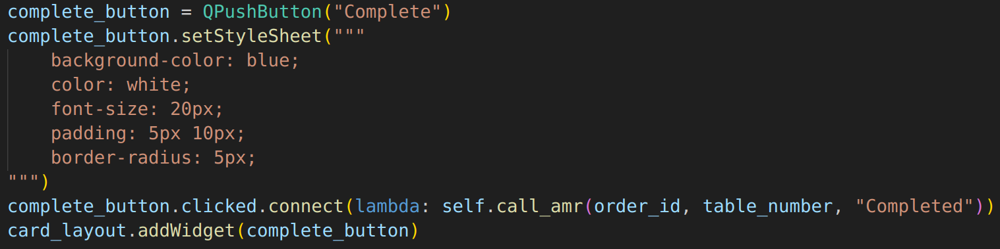 complete_button = QPushButton("Complete")
complete_button.setStyleSheet("""
    background-color: blue;
    color: white;
    font-size: 20px;
    padding: 5px 10px;
    border-radius: 5px;
""")
complete_button.clicked.connect(lambda: self.call_amr(order_id, table_number, "Completed"))
card_layout.addWidget(complete_button)